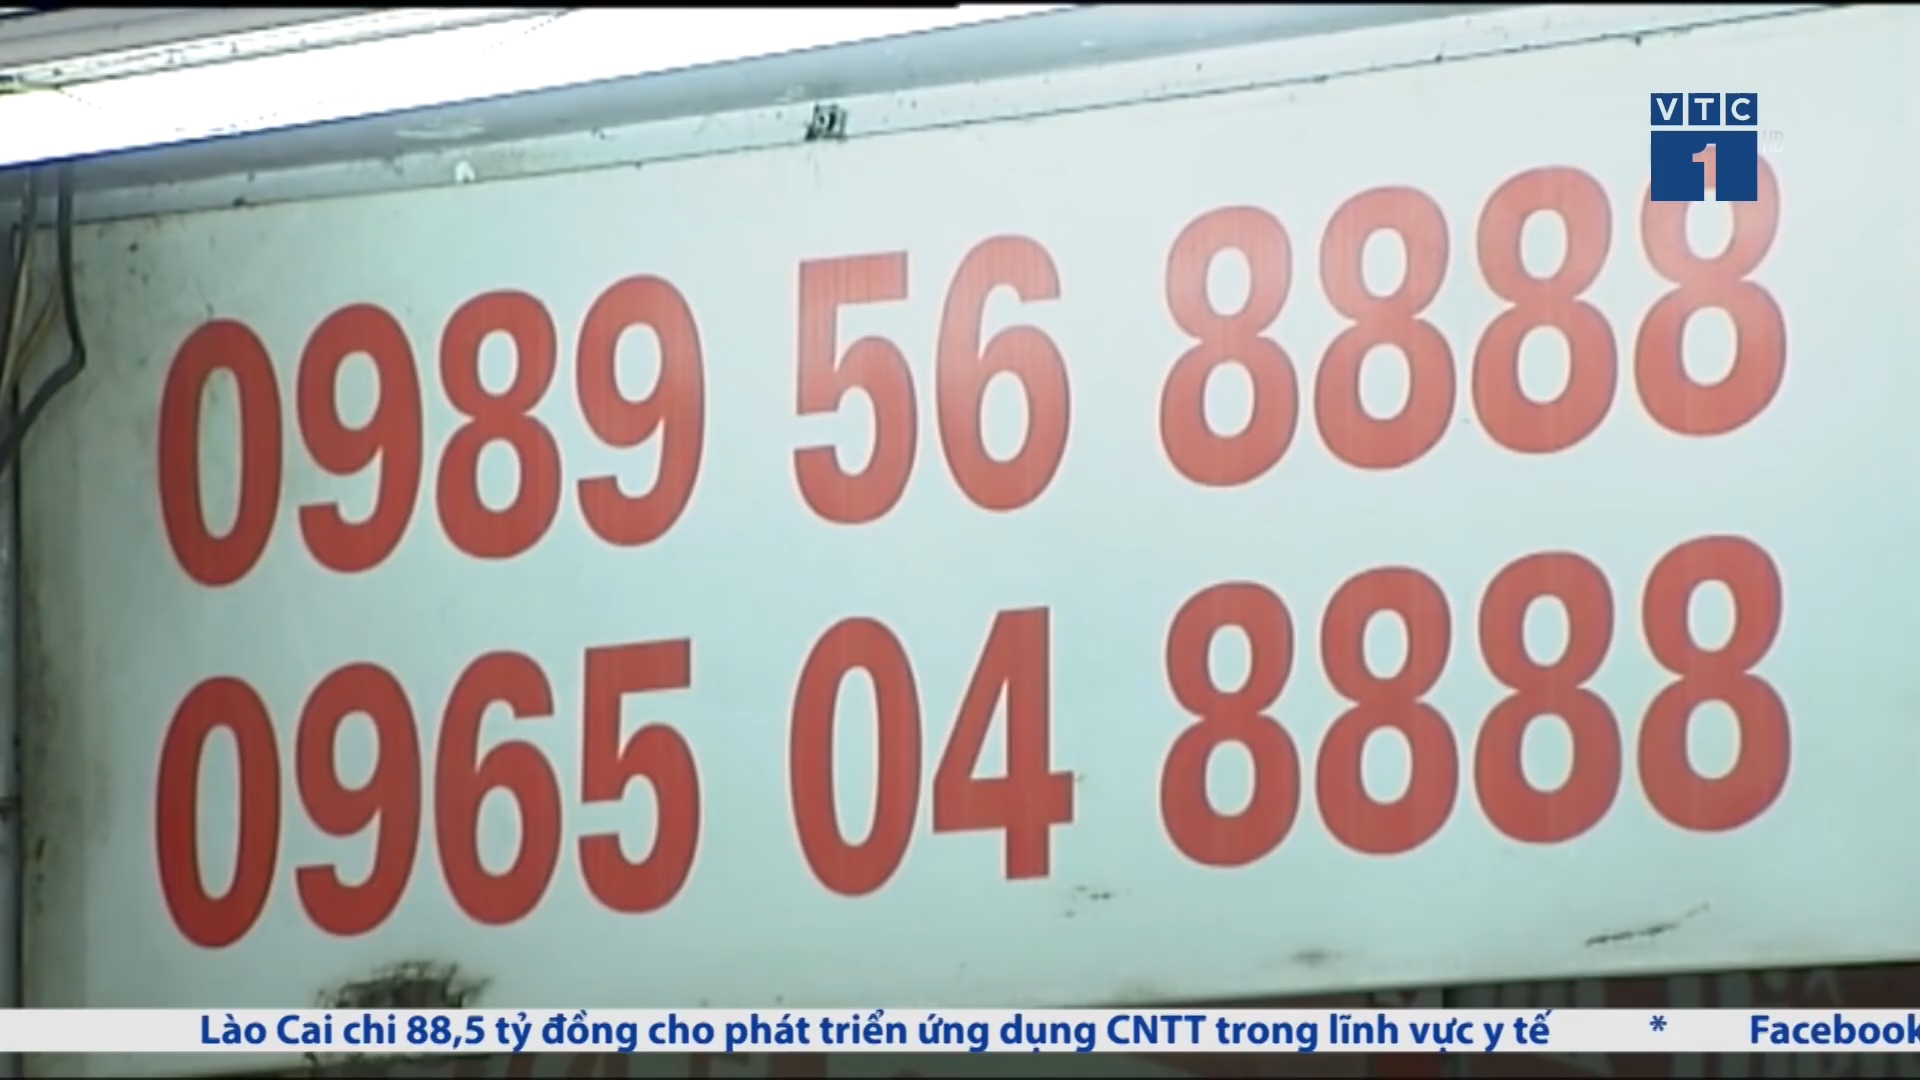 VTC
1
HD
0989 56 8888
0965 04 8888
Lào Cai chi 88,5 tỷ đồng cho phát triển ứng dụng CNTT trong lĩnh vực y tế * Facebook